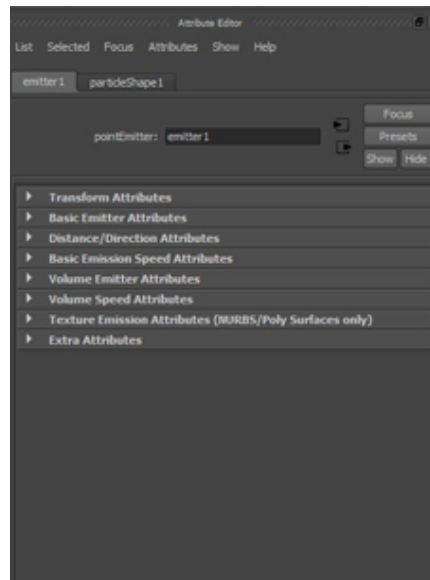 Attribute Editor
List Selected Focus Attributes Show Help
emitter1 particleShape1
Focus
pointEmitter: emitter1
Presets
Show Hide
Transform Attributes
Basic Emitter Attributes
Distance/Direction Attributes
Basic Emission Speed Attributes
Volume Emitter Attributes
Volume Speed Attributes
Texture Emission Attributes (NURBS/Poly Surfaces only)
Extra Attributes